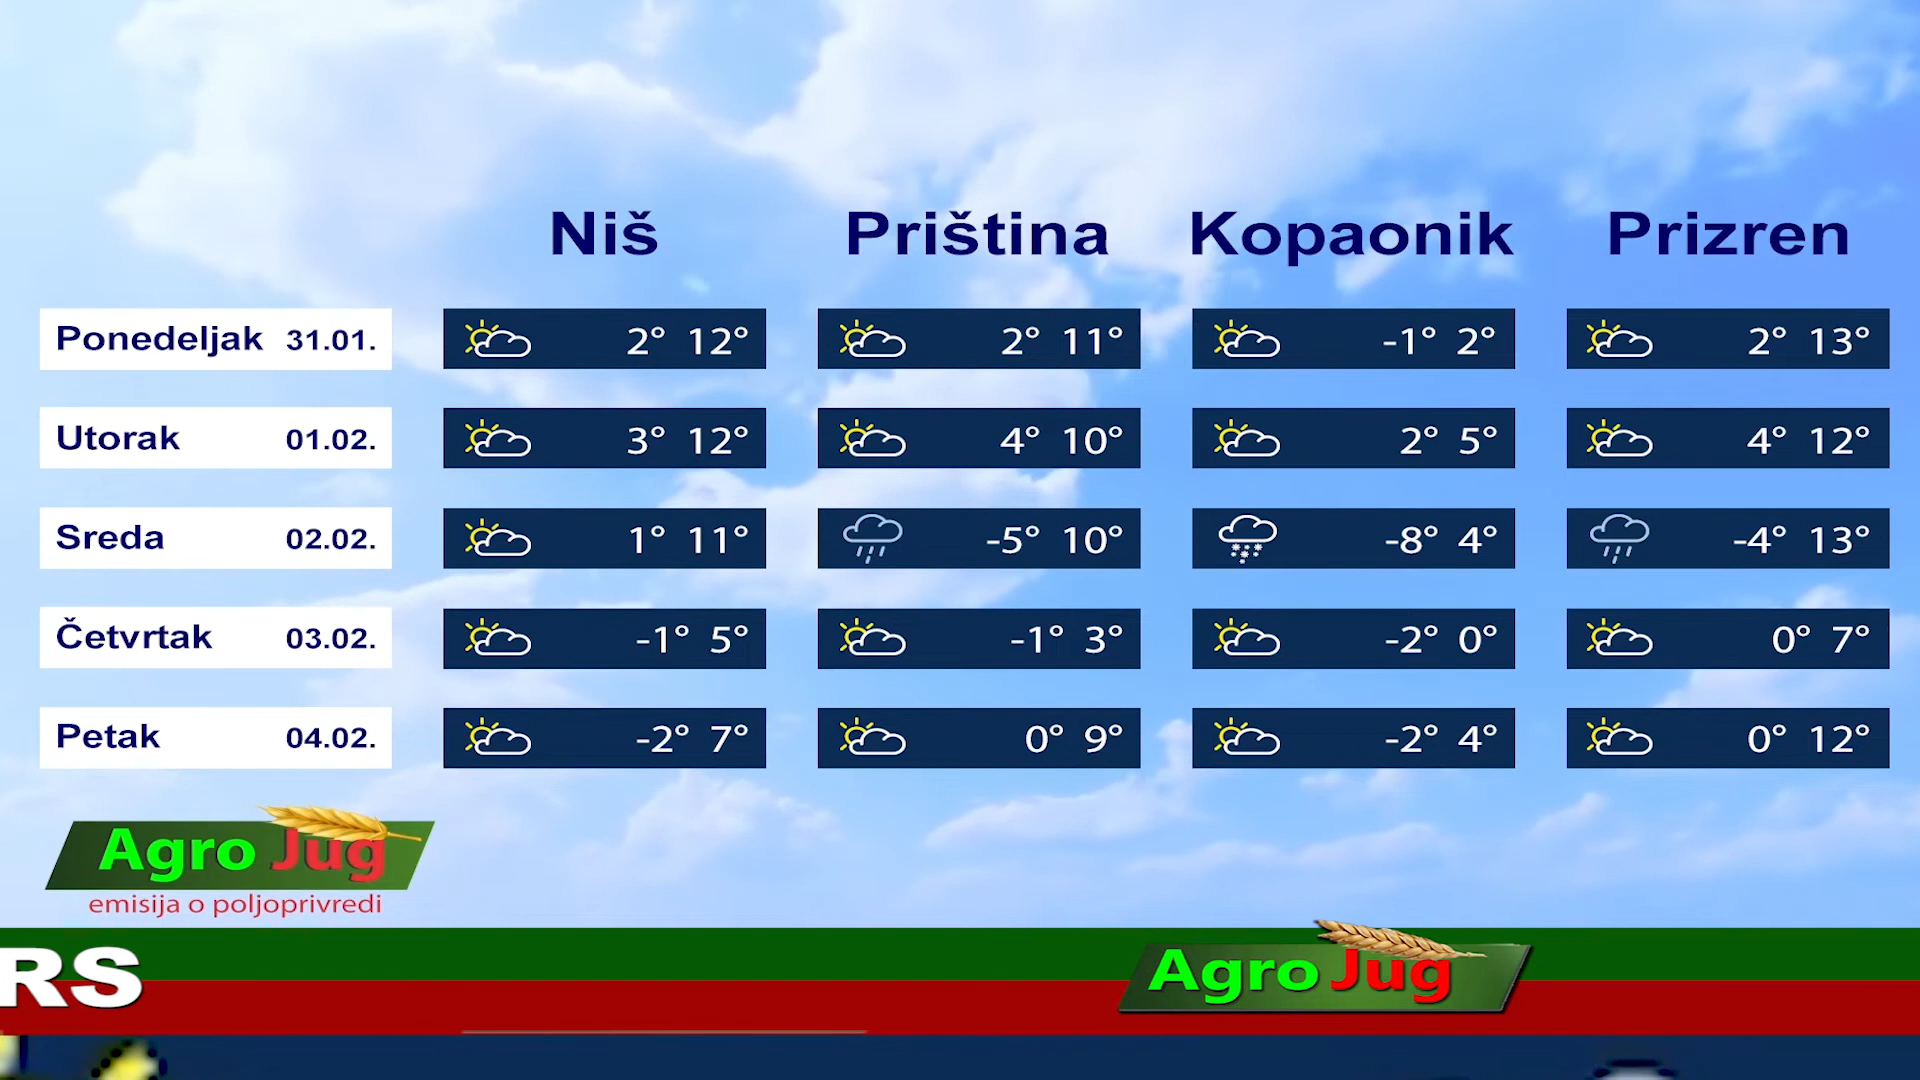 Niš Priština Kopaonik Prizren
Ponedeljak 31.01. 2° 12° 2° 11° -1° 2° 2° 13°
Utorak 01.02. 3° 12° 4° 10° 2° 5° 4° 12°
Sreda 02.02. 1° 11° -5° 10° -8° 4° -4° 13°
Četvrtak 03.02. -1° 5° -1° 3° -2° 0° 0° 7°
Petak 04.02. -2° 7° 0° 9° -2° 4° 0° 12°
Agro Jug
emisija o poljoprivredi
RS
Agro Jug